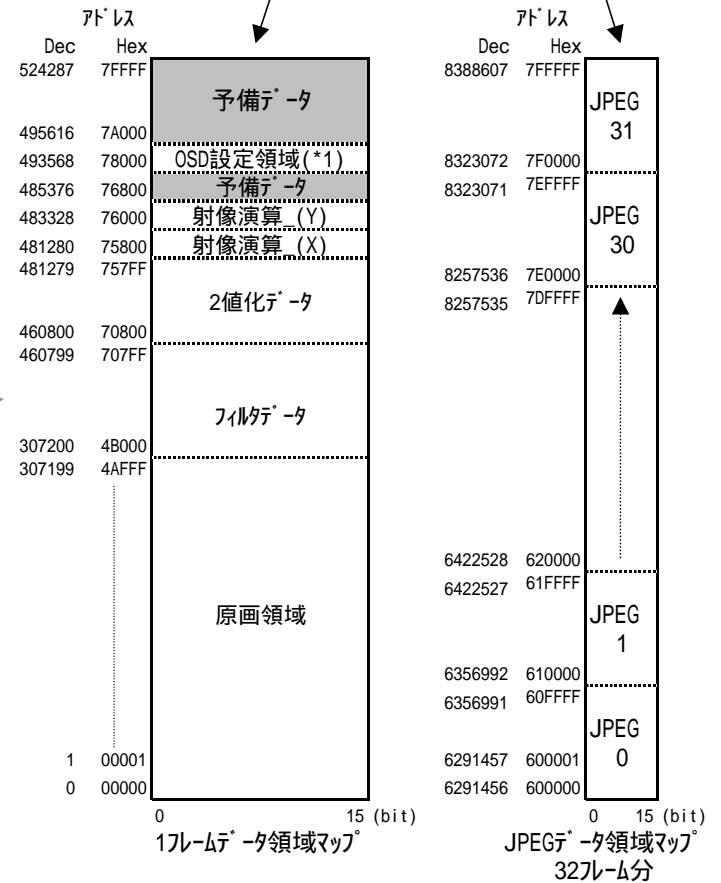 アドレス
Dec Hex
524287 7FFFF
予備データ
495616 7A000
493568 78000 OSD設定領域(*1)
485376 76800 予備データ
483328 76000 射像演算_(Y)
481280 75800 射像演算_(X)
481279 757FF
2値化データ
460800 70800
460799 707FF
フィルタデータ
307200 4B000
307199 4AFFF
原画領域
1 00001
0 00000
0 15 (bit)
1フレームデータ領域マップ
アドレス
Dec Hex
8388607 7FFFFF
JPEG
31
8323072 7F0000
8323071 7EFFFF
JPEG
30
8257536 7E0000
8257535 7DFFFF
6422528 620000
6422527 61FFFF
JPEG
1
6356992 610000
6356991 60FFFF
JPEG
0
6291457 600001
6291456 600000
0 15 (bit)
JPEGデータ領域マップ
32フレーム分